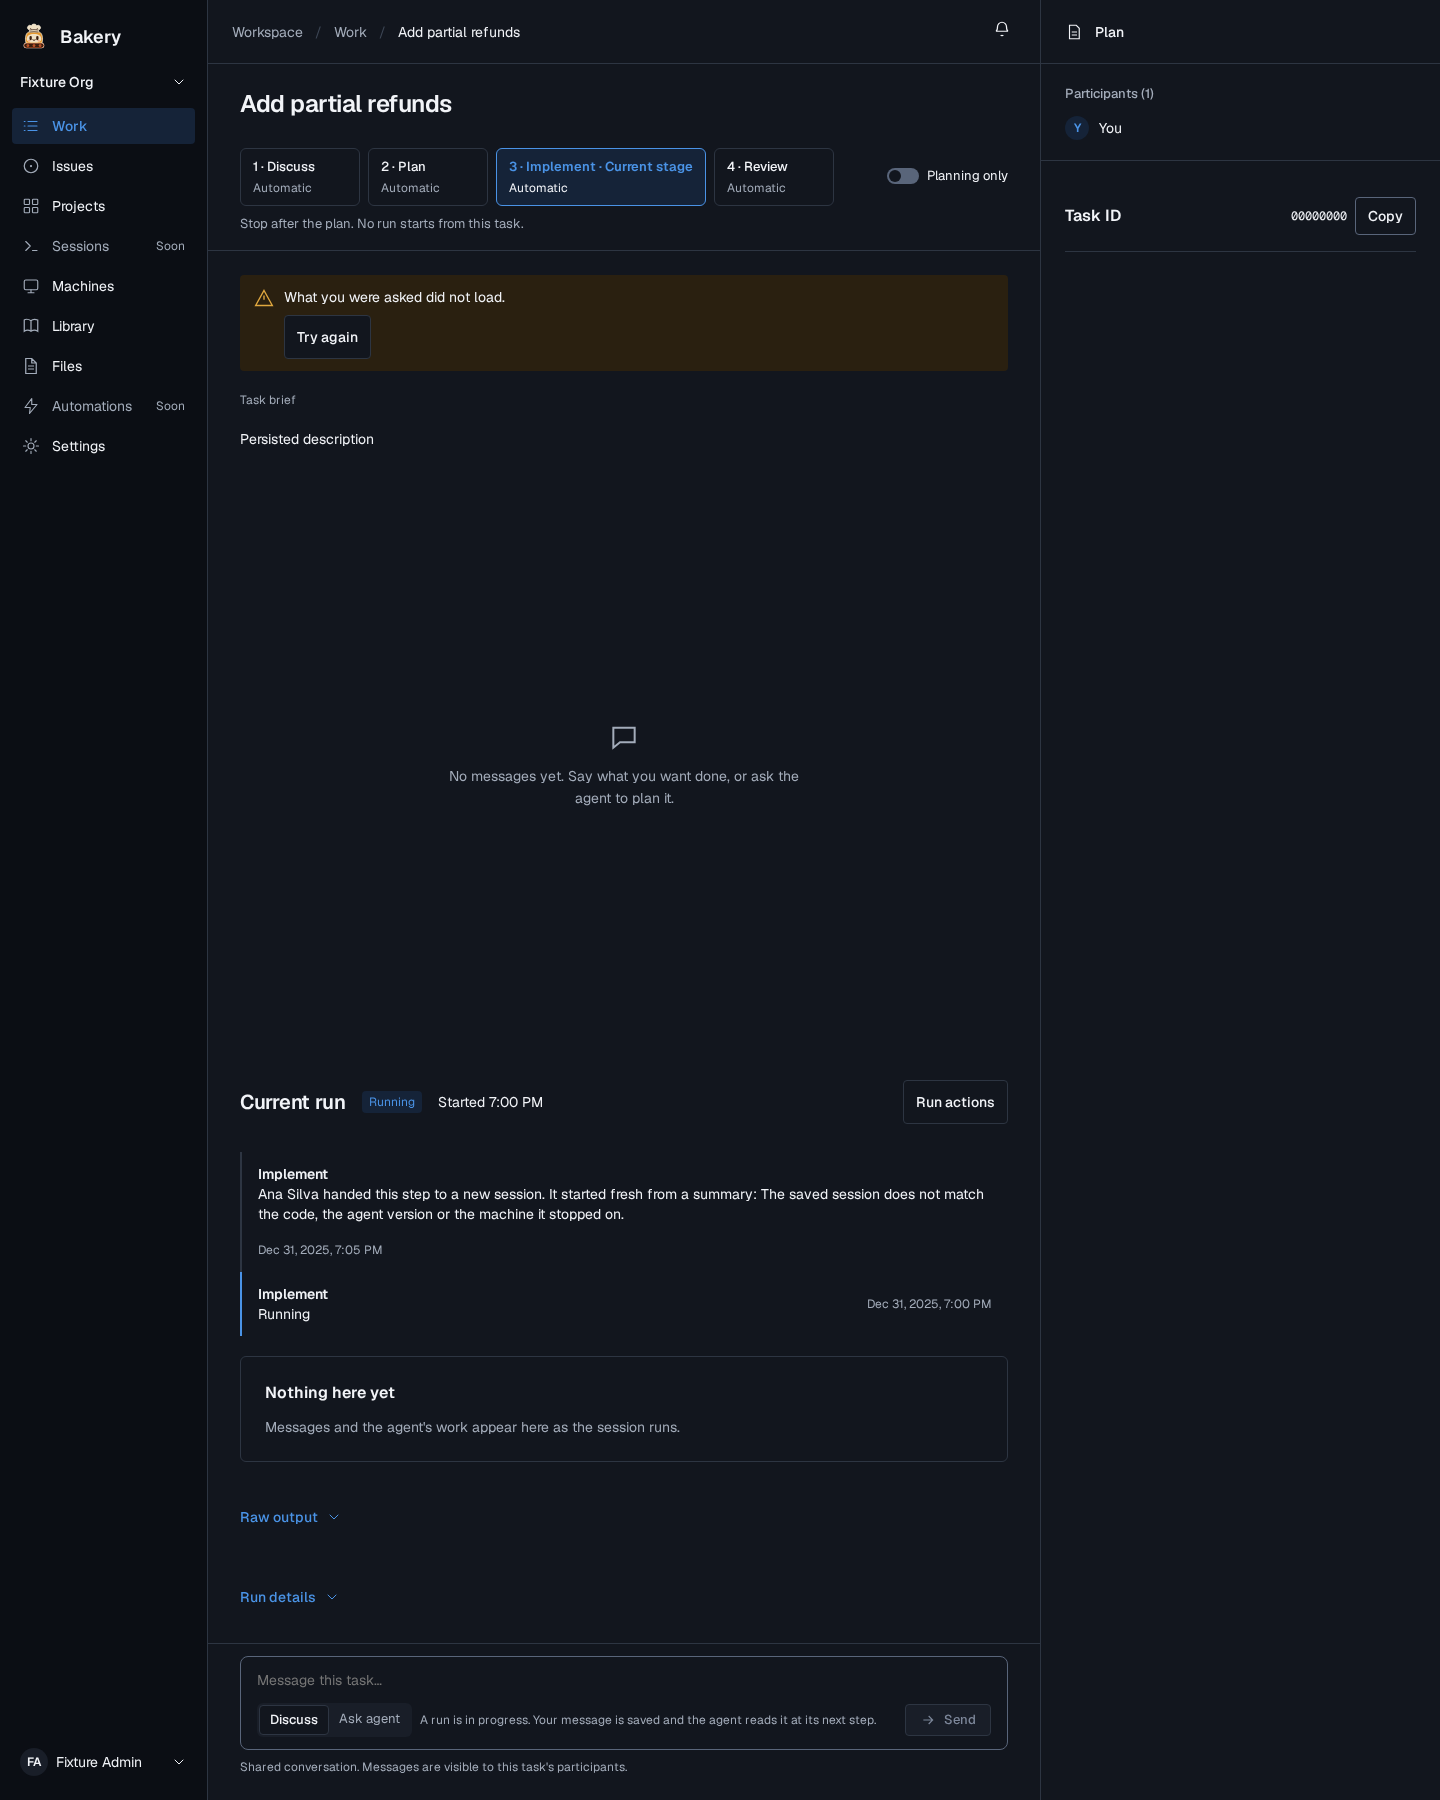 Bakery
Fixture Org
Work
Issues
Projects
Sessions Soon
Machines
Library
Files
Automations Soon
Settings
FA Fixture Admin
Workspace / Work / Add partial refunds
Add partial refunds
1 · Discuss
Automatic
2 · Plan
Automatic
3 · Implement · Current stage
Automatic
4 · Review
Automatic
Planning only
Stop after the plan. No run starts from this task.
What you were asked did not load.
Try again
Task brief
Persisted description
No messages yet. Say what you want done, or ask the
agent to plan it.
Current run Running Started 7:00 PM Run actions
Implement
Ana Silva handed this step to a new session. It started fresh from a summary: The saved session does not match
the code, the agent version or the machine it stopped on.
Dec 31, 2025, 7:05 PM
Implement
Running
Dec 31, 2025, 7:00 PM
Nothing here yet
Messages and the agent's work appear here as the session runs.
Raw output
Run details
Message this task...
Discuss Ask agent A run is in progress. Your message is saved and the agent reads it at its next step. Send
Shared conversation. Messages are visible to this task's participants.
Plan
Participants (1)
Y You
Task ID 00000000 Copy